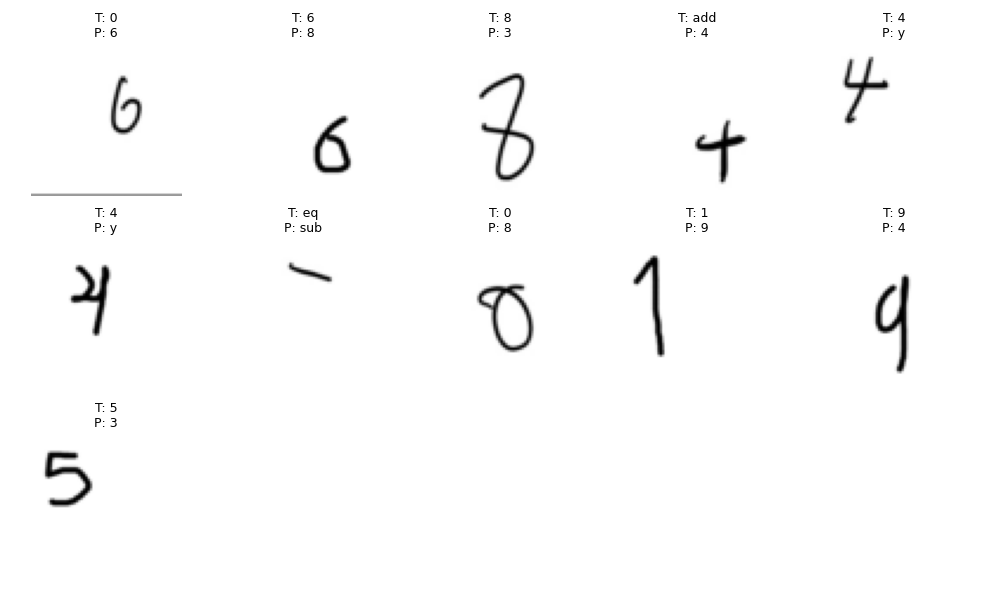 T: 0 T: 6 T: 8 T: add T: 4
P: 6 P: 8 P: 3 P: 4 P: y
6 6 8 + 4
T: 4 T: eq T: 0 T: 1 T: 9
P: y P: sub P: 8 P: 9 P: 4
4 - 0 1 9
T: 5
P: 3
5